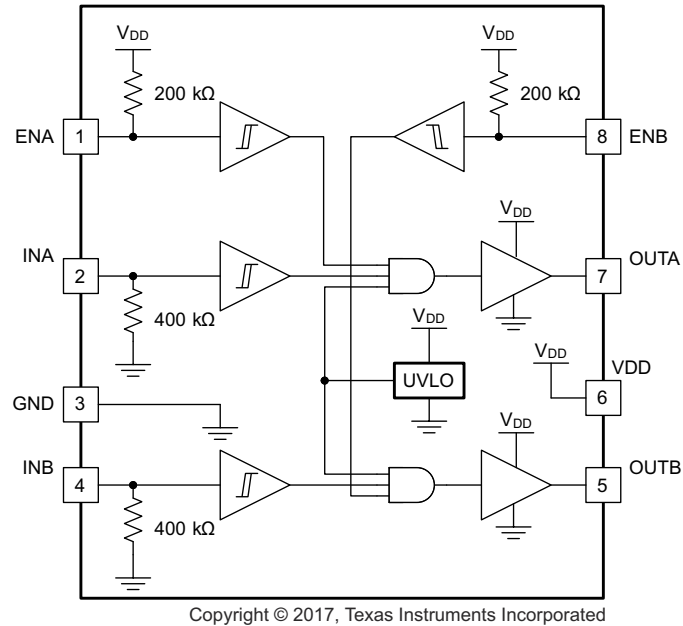 VDD
VDD
200 kΩ
200 kΩ
ENA
1
8
ENB
INA
2
VDD
7
OUTA
400 kΩ
VDD
UVLO
VDD
VDD
6
GND
3
INB
4
VDD
5
OUTB
400 kΩ
Copyright © 2017, Texas Instruments Incorporated